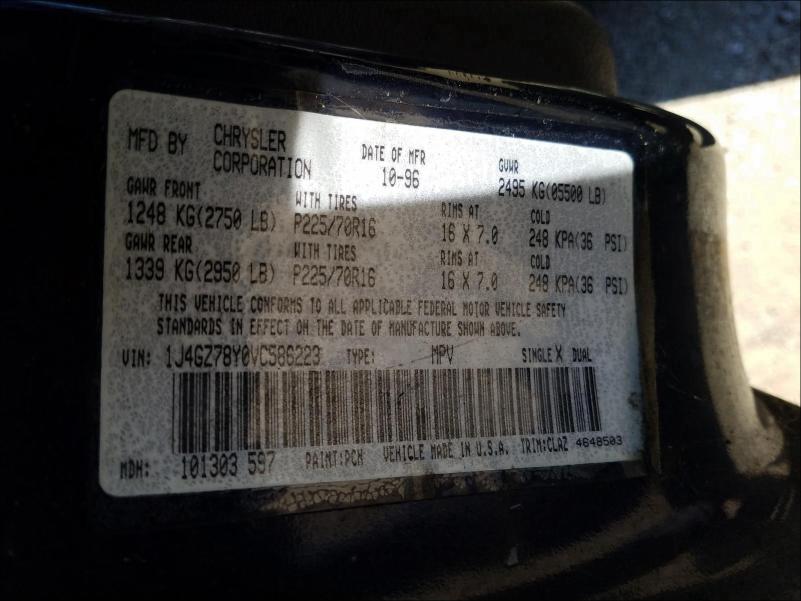 MFD BY CHRYSLER CORPORATION DATE OF MFR 10-96 GVWR 2495 KG(05500 LB)
GAWR FRONT WITH TIRES RIMS AT COLD
1248 KG(2750 LB) P225/70R16 16 X 7.0 248 KPA(36 PSI)
GAWR REAR WITH TIRES RIMS AT COLD
1339 KG(2950 LB) P225/70R16 16 X 7.0 248 KPA(36 PSI)
THIS VEHICLE CONFORMS TO ALL APPLICABLE FEDERAL MOTOR VEHICLE SAFETY
STANDARDS IN EFFECT ON THE DATE OF MANUFACTURE SHOWN ABOVE.
VIN: 1J4GZ78Y0VC586223 TYPE: MPV SINGLE X DUAL
MDH: 101303 597 PAINT:PCH VEHICLE MADE IN U.S.A. TRIM:CLAZ 4648503